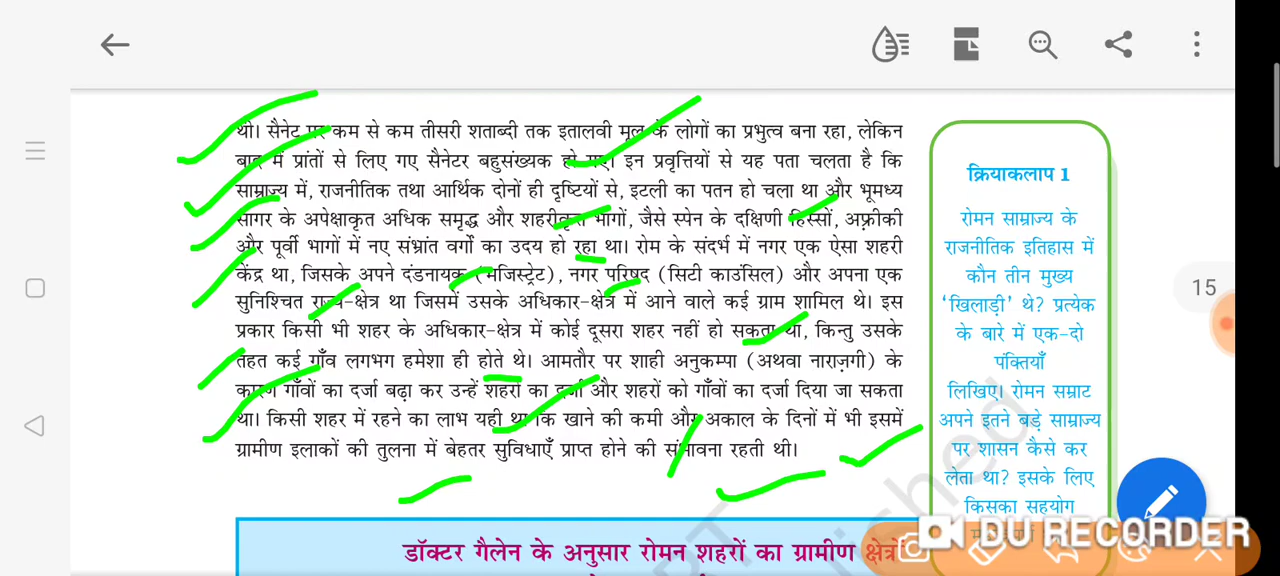 थी। सैनेट पर कम से कम तीसरी शताब्दी तक इतालवी मूल के लोगों का प्रभुत्व बना रहा, लेकिन
बाद में प्रांतों से लिए गए सैनेटर बहुसंख्यक हो गए। इन प्रवृत्तियों से यह पता चलता है कि
साम्राज्य में, राजनीतिक तथा आर्थिक दोनों ही दृष्टियों से, इटली का पतन हो चला था और भूमध्य
सागर के अपेक्षाकृत अधिक समृद्ध और शहरीकृत भागों, जैसे स्पेन के दक्षिणी हिस्सों, अफ़्रीकी
और पूर्वी भागों में नए संभ्रांत वर्गों का उदय हो रहा था। रोम के संदर्भ में नगर एक ऐसा शहरी
केंद्र था, जिसके अपने दंडनायक (मजिस्ट्रेट), नगर परिषद (सिटी काउंसिल) और अपना एक
सुनिश्चित राज्य-क्षेत्र था जिसमें उसके अधिकार-क्षेत्र में आने वाले कई ग्राम शामिल थे। इस
प्रकार किसी भी शहर के अधिकार-क्षेत्र में कोई दूसरा शहर नहीं हो सकता था, किन्तु उसके
तहत कई गाँव लगभग हमेशा ही होते थे। आमतौर पर शाही अनुकम्पा (अथवा नाराज़गी) के
कारण गाँवों का दर्जा बढ़ा कर उन्हें शहरों का दर्जा और शहरों को गाँवों का दर्जा दिया जा सकता
था। किसी शहर में रहने का लाभ यही था कि खाने की कमी और अकाल के दिनों में भी इसमें
ग्रामीण इलाकों की तुलना में बेहतर सुविधाएँ प्राप्त होने की संभावना रहती थी।
क्रियाकलाप 1
रोमन साम्राज्य के
राजनीतिक इतिहास में
कौन तीन मुख्य
‘खिलाड़ी’ थे? प्रत्येक
के बारे में एक-दो
पंक्तियाँ
लिखिए। रोमन सम्राट
अपने इतने बड़े साम्राज्य
पर शासन कैसे कर
लेता था? इसके लिए
किसका सहयोग
15
डॉक्टर गैलेन के अनुसार रोमन शहरों का ग्रामीण क्षेत्रों
DU RECORDER